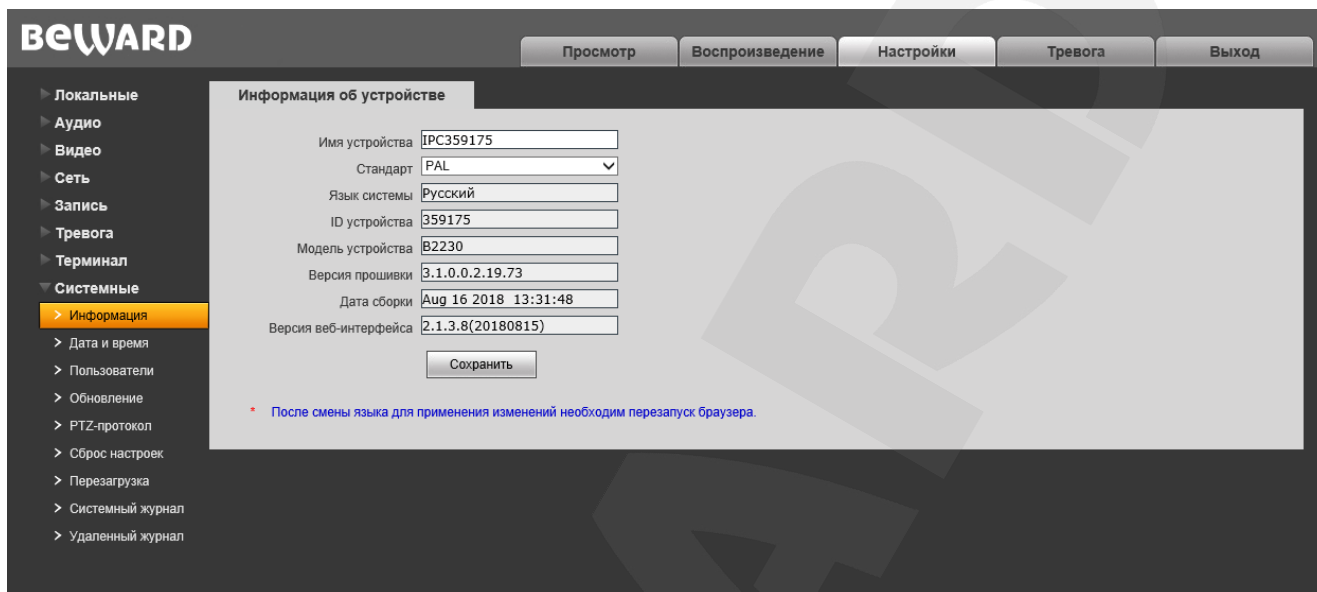 BEWARD
Просмотр Воспроизведение Настройки Тревога Выход
Локальные
Аудио
Видео
Сеть
Запись
Тревога
Терминал
Системные
Информация
Дата и время
Пользователи
Обновление
PTZ-протокол
Сброс настроек
Перезагрузка
Системный журнал
Удаленный журнал
Информация об устройстве
Имя устройства IPC359175
Стандарт PAL
Язык системы Русский
ID устройства 359175
Модель устройства B2230
Версия прошивки 3.1.0.0.2.19.73
Дата сборки Aug 16 2018 13:31:48
Версия веб-интерфейса 2.1.3.8(20180815)
Сохранить
* После смены языка для применения изменений необходим перезапуск браузера.